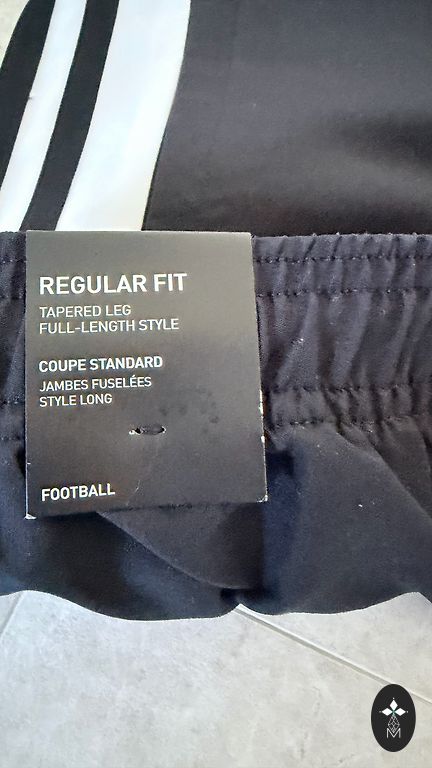 REGULAR FIT
TAPERED LEG
FULL-LENGTH STYLE
COUPE STANDARD
JAMBES FUSELÉES
STYLE LONG
FOOTBALL
M